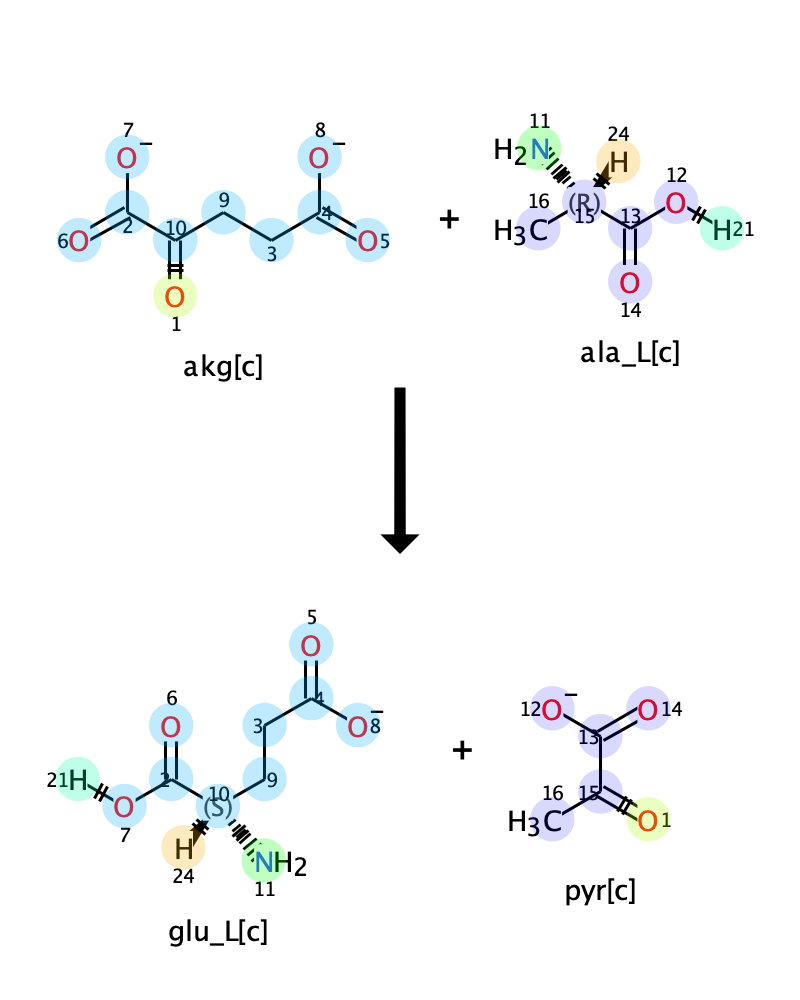 7 8 11 24
O− O− H2N H 12
9 16 (R) O H21
2 10 4 H3C 15 13
6O 3 O5
O O
1 14
akg[c] + ala_L[c]
5
O
6 4
O 3 O−8
21H 2 10 9
O (S)
7 H NH2
24 11
glu_L[c]
+
12O− O14
13
16 15
H3C O1
pyr[c]